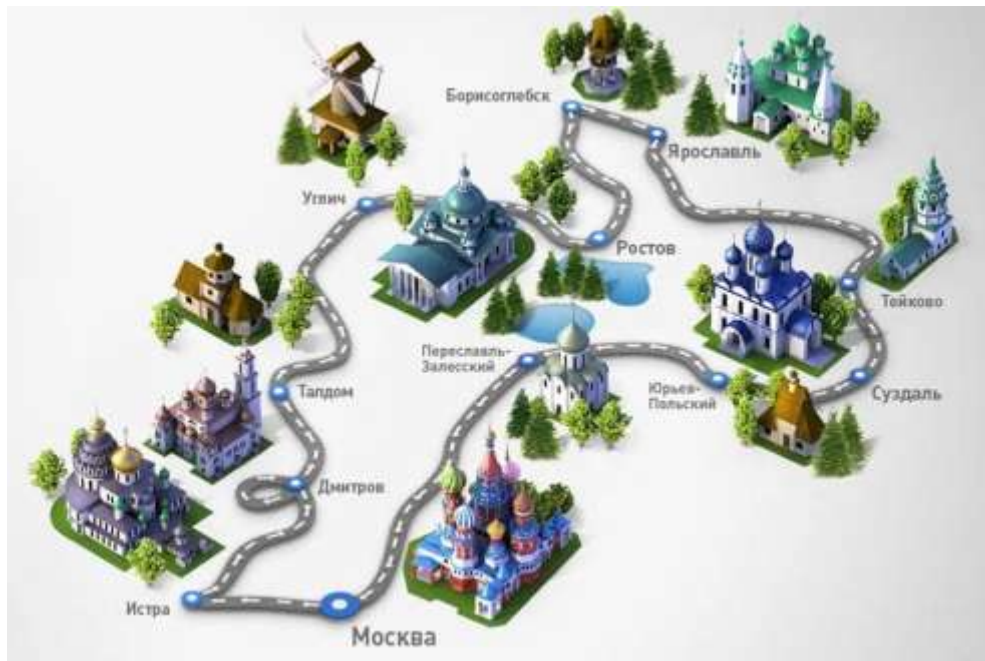 Борисоглебск
Ярославль
Углич
Ростов
Тейково
Переславль-
Залесский
Юрьев-
Польский
Талдом
Суздаль
Дмитров
Истра
Москва